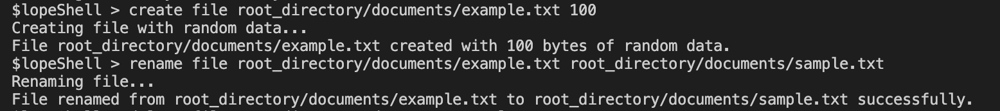 $lopeShell > create file root_directory/documents/example.txt 100
Creating file with random data...
File root_directory/documents/example.txt created with 100 bytes of random data.
$lopeShell > rename file root_directory/documents/example.txt root_directory/documents/sample.txt
Renaming file...
File renamed from root_directory/documents/example.txt to root_directory/documents/sample.txt successfully.